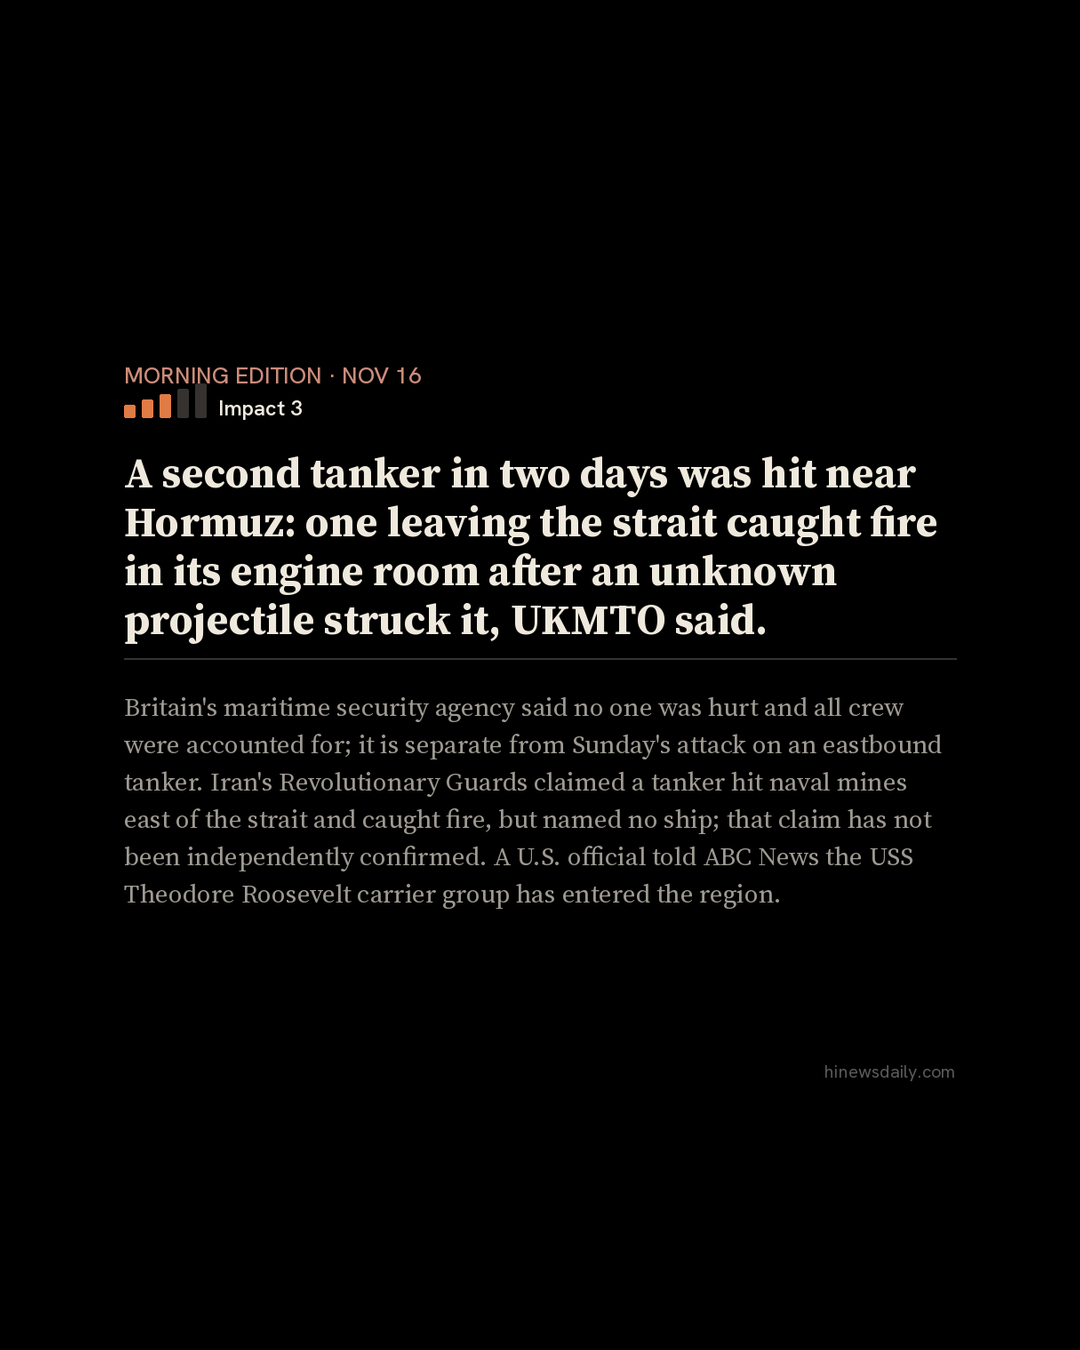 MORNING EDITION · NOV 16
Impact 3
A second tanker in two days was hit near
Hormuz: one leaving the strait caught fire
in its engine room after an unknown
projectile struck it, UKMTO said.
Britain's maritime security agency said no one was hurt and all crew
were accounted for; it is separate from Sunday's attack on an eastbound
tanker. Iran's Revolutionary Guards claimed a tanker hit naval mines
east of the strait and caught fire, but named no ship; that claim has not
been independently confirmed. A U.S. official told ABC News the USS
Theodore Roosevelt carrier group has entered the region.
hinewsdaily.com